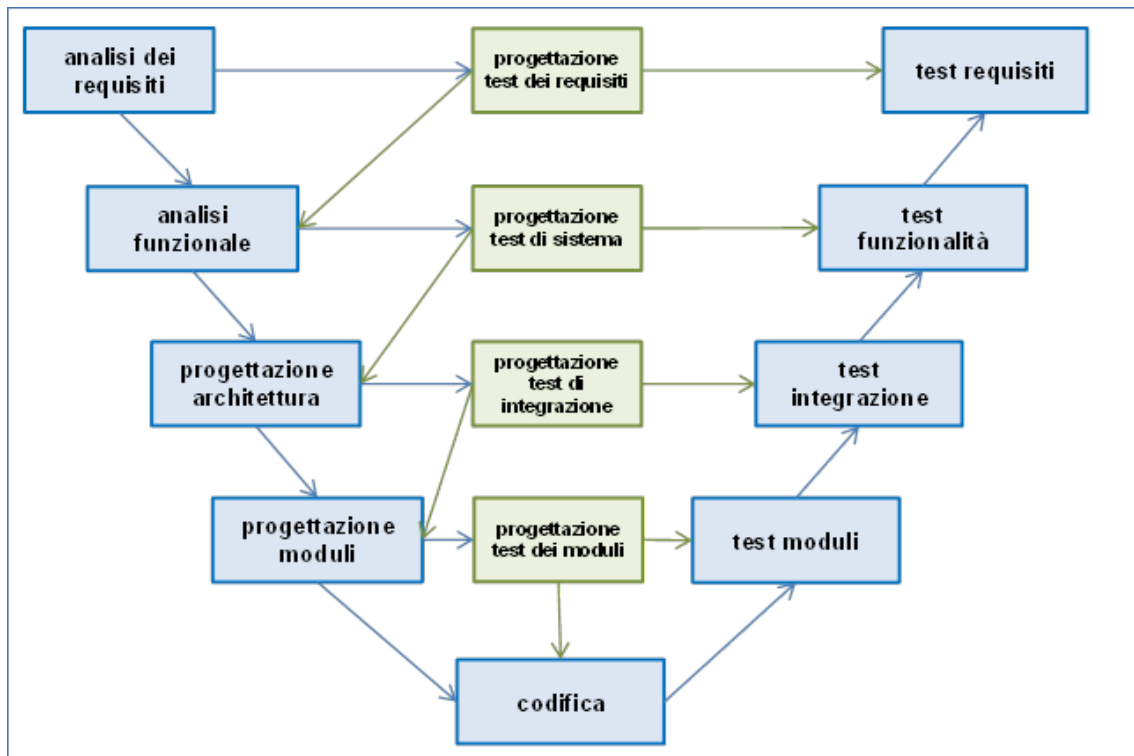 analisi dei
requisiti
progettazione
test dei requisiti
test requisiti
analisi
funzionale
progettazione
test di sistema
test
funzionalità
progettazione
architettura
progettazione
test di
integrazione
test
integrazione
progettazione
moduli
progettazione
test dei moduli
test moduli
codifica